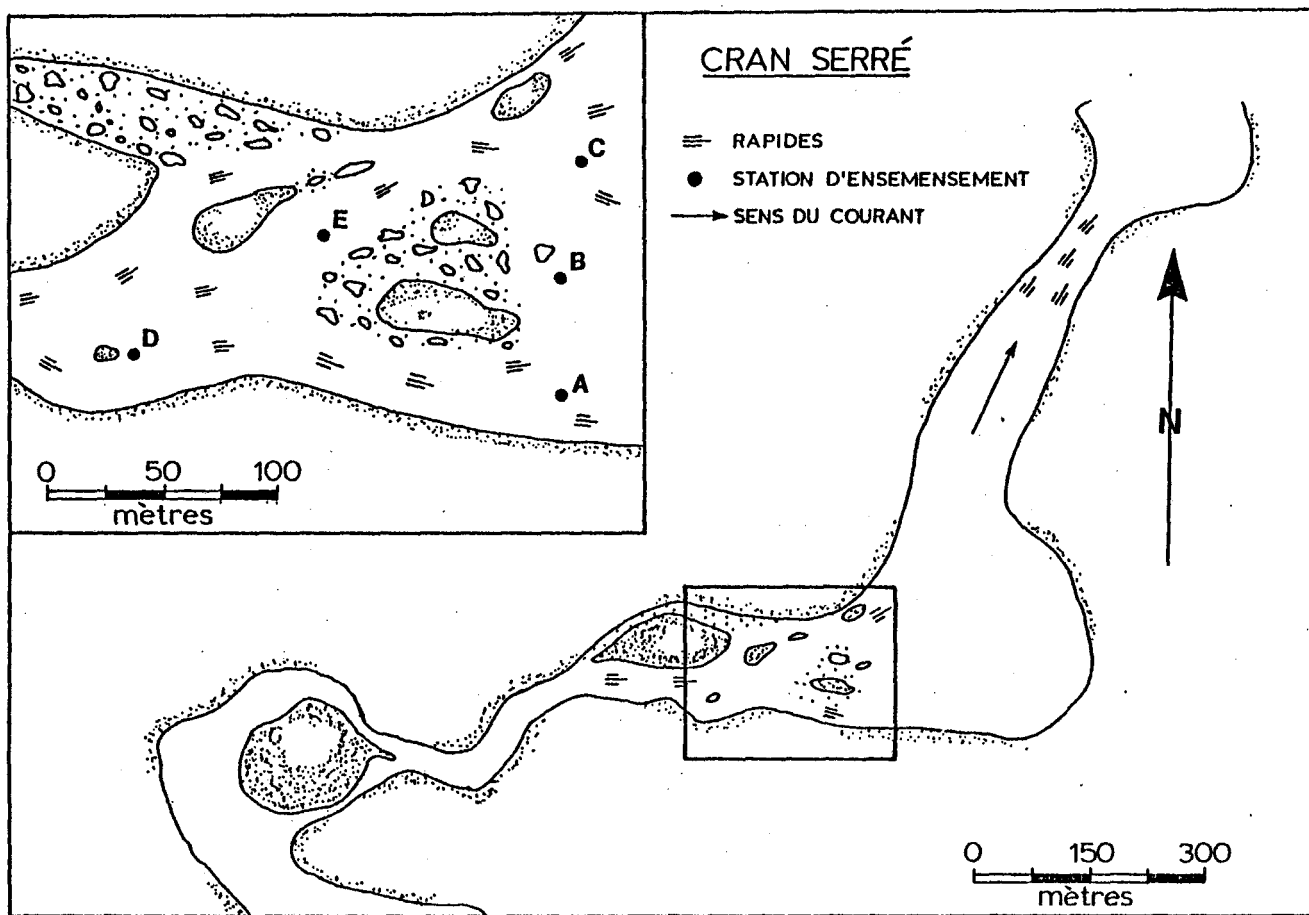 CRAN SERRÉ
RAPIDES
STATION D'ENSEMENSEMENT
SENS DU COURANT
C
D
E
B
D
A
0 50 100
mètres
N
0 150 300
mètres